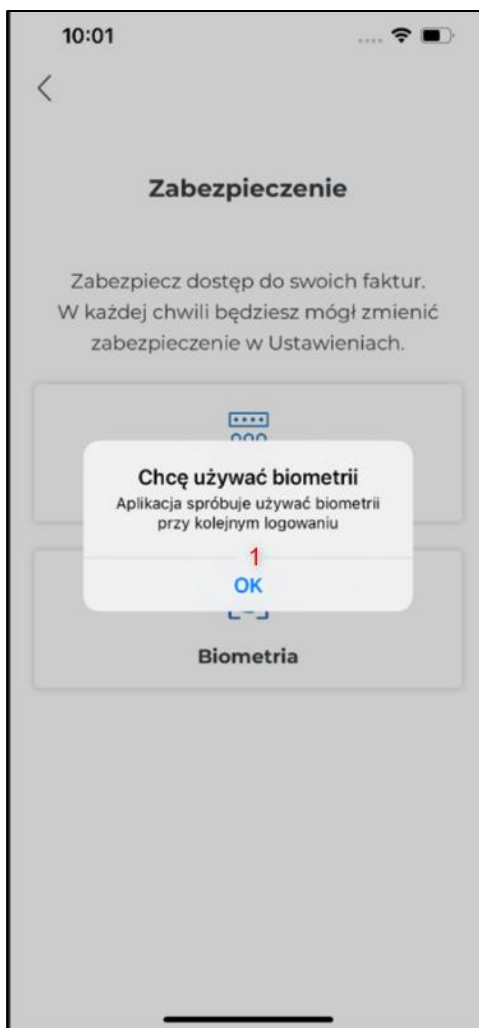 10:01
Zabezpieczenie
Zabezpiecz dostęp do swoich faktur.
W każdej chwili będziesz mógł zmienić
zabezpieczenie w Ustawieniach.
Chcę używać biometrii
Aplikacja spróbuje używać biometrii
przy kolejnym logowaniu
1
OK
Biometria